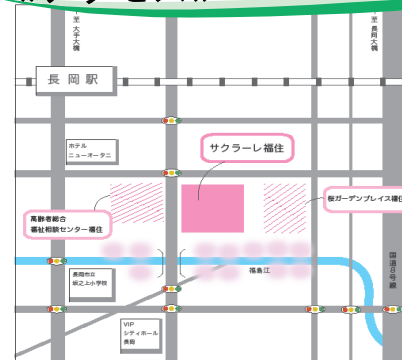 至 大手大橋
至 長岡大橋
長岡駅
ホテル
ニューオータニ
サクラーレ福住
高齢者総合
福祉相談センター福住
桜ガーデンプレイス福住
長岡市立
坂之上小学校
福島江
国道8号線
VIP
シティホール
長岡